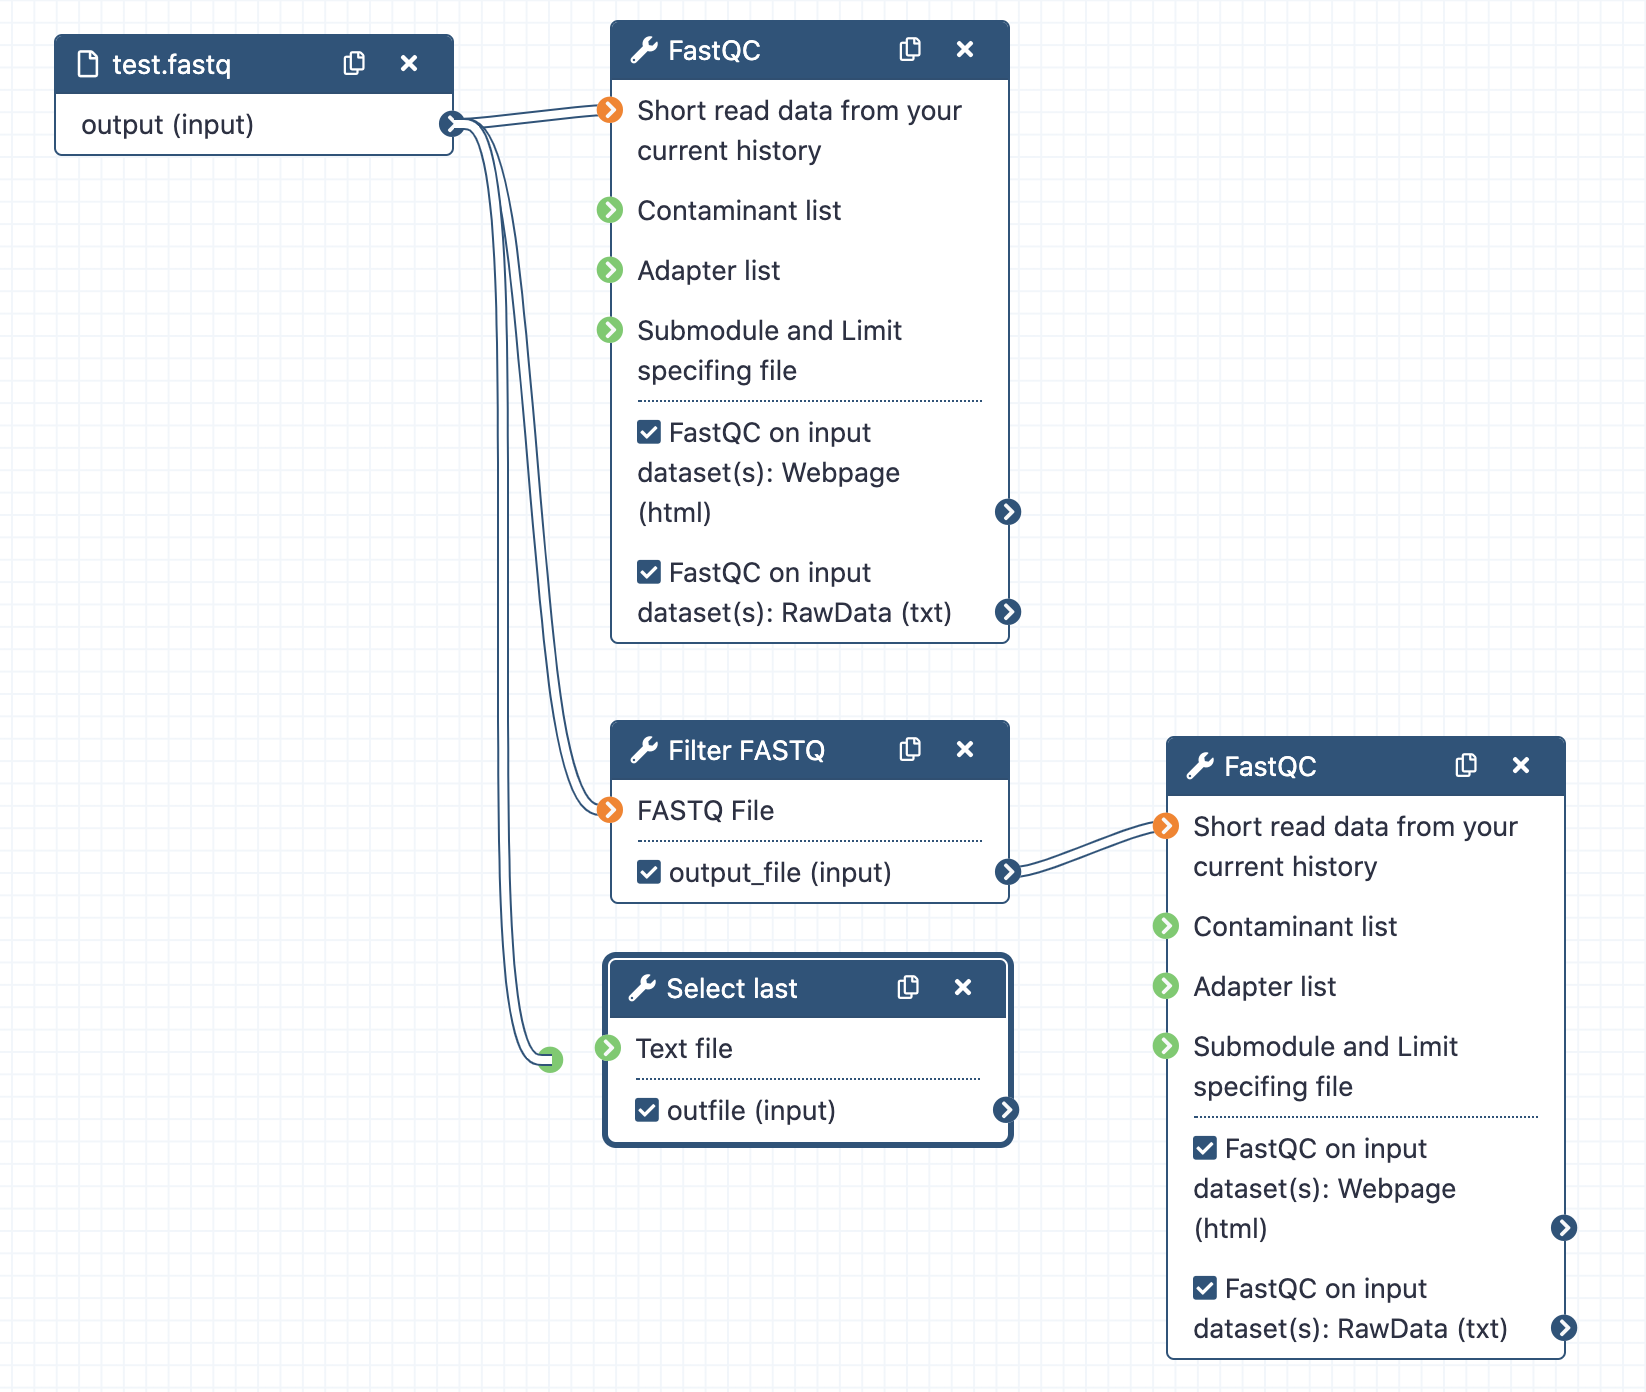 test.fastq
output (input)
FastQC
Short read data from your
current history
Contaminant list
Adapter list
Submodule and Limit
specifing file
FastQC on input
dataset(s): Webpage
(html)
FastQC on input
dataset(s): RawData (txt)
Filter FASTQ
FASTQ File
output_file (input)
Select last
Text file
outfile (input)
FastQC
Short read data from your
current history
Contaminant list
Adapter list
Submodule and Limit
specifing file
FastQC on input
dataset(s): Webpage
(html)
FastQC on input
dataset(s): RawData (txt)